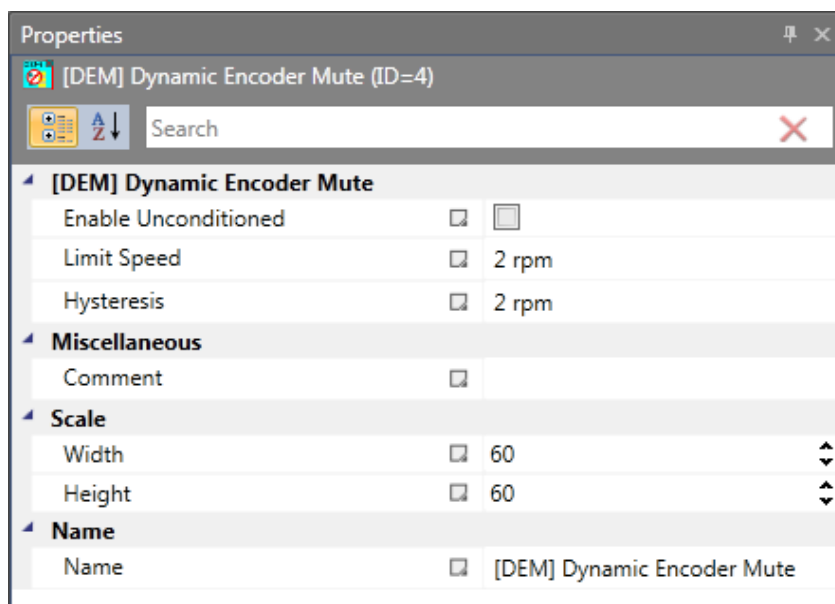 Properties
[DEM] Dynamic Encoder Mute (ID=4)
Search
[DEM] Dynamic Encoder Mute
Enable Unconditioned
Limit Speed 2 rpm
Hysteresis 2 rpm
Miscellaneous
Comment
Scale
Width 60
Height 60
Name
Name [DEM] Dynamic Encoder Mute